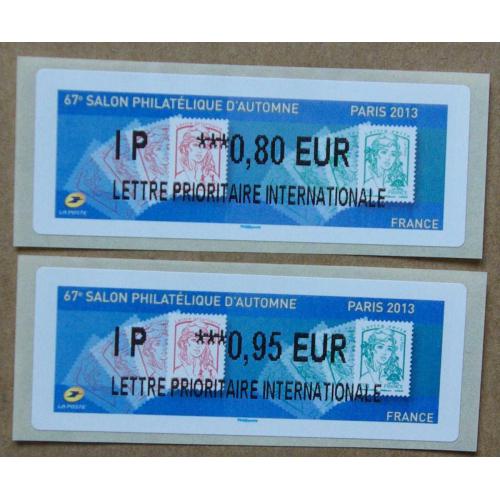 67e SALON PHILATÉLIQUE D'AUTOMNE PARIS 2013
IP ***0,80 EUR
LETTRE PRIORITAIRE INTERNATIONALE
LA POSTE
FRANCE
67e SALON PHILATÉLIQUE D'AUTOMNE PARIS 2013
IP ***0,95 EUR
LETTRE PRIORITAIRE INTERNATIONALE
LA POSTE
FRANCE